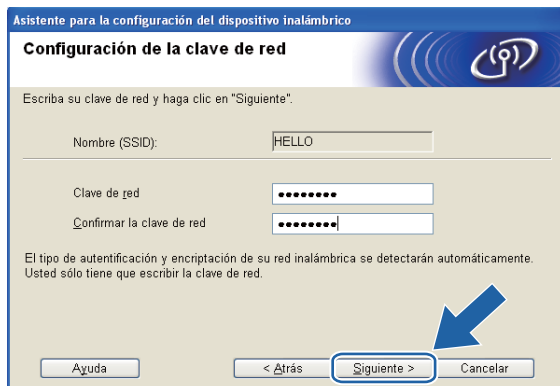 Asistente para la configuración del dispositivo inalámbrico
Configuración de la clave de red
Escriba su clave de red y haga clic en "Siguiente".
Nombre (SSID): HELLO
Clave de red ••••••••
Confirmar la clave de red ••••••••
El tipo de autentificación y encriptación de su red inalámbrica se detectarán automáticamente.
Usted sólo tiene que escribir la clave de red.
Ayuda < Atrás Siguiente > Cancelar